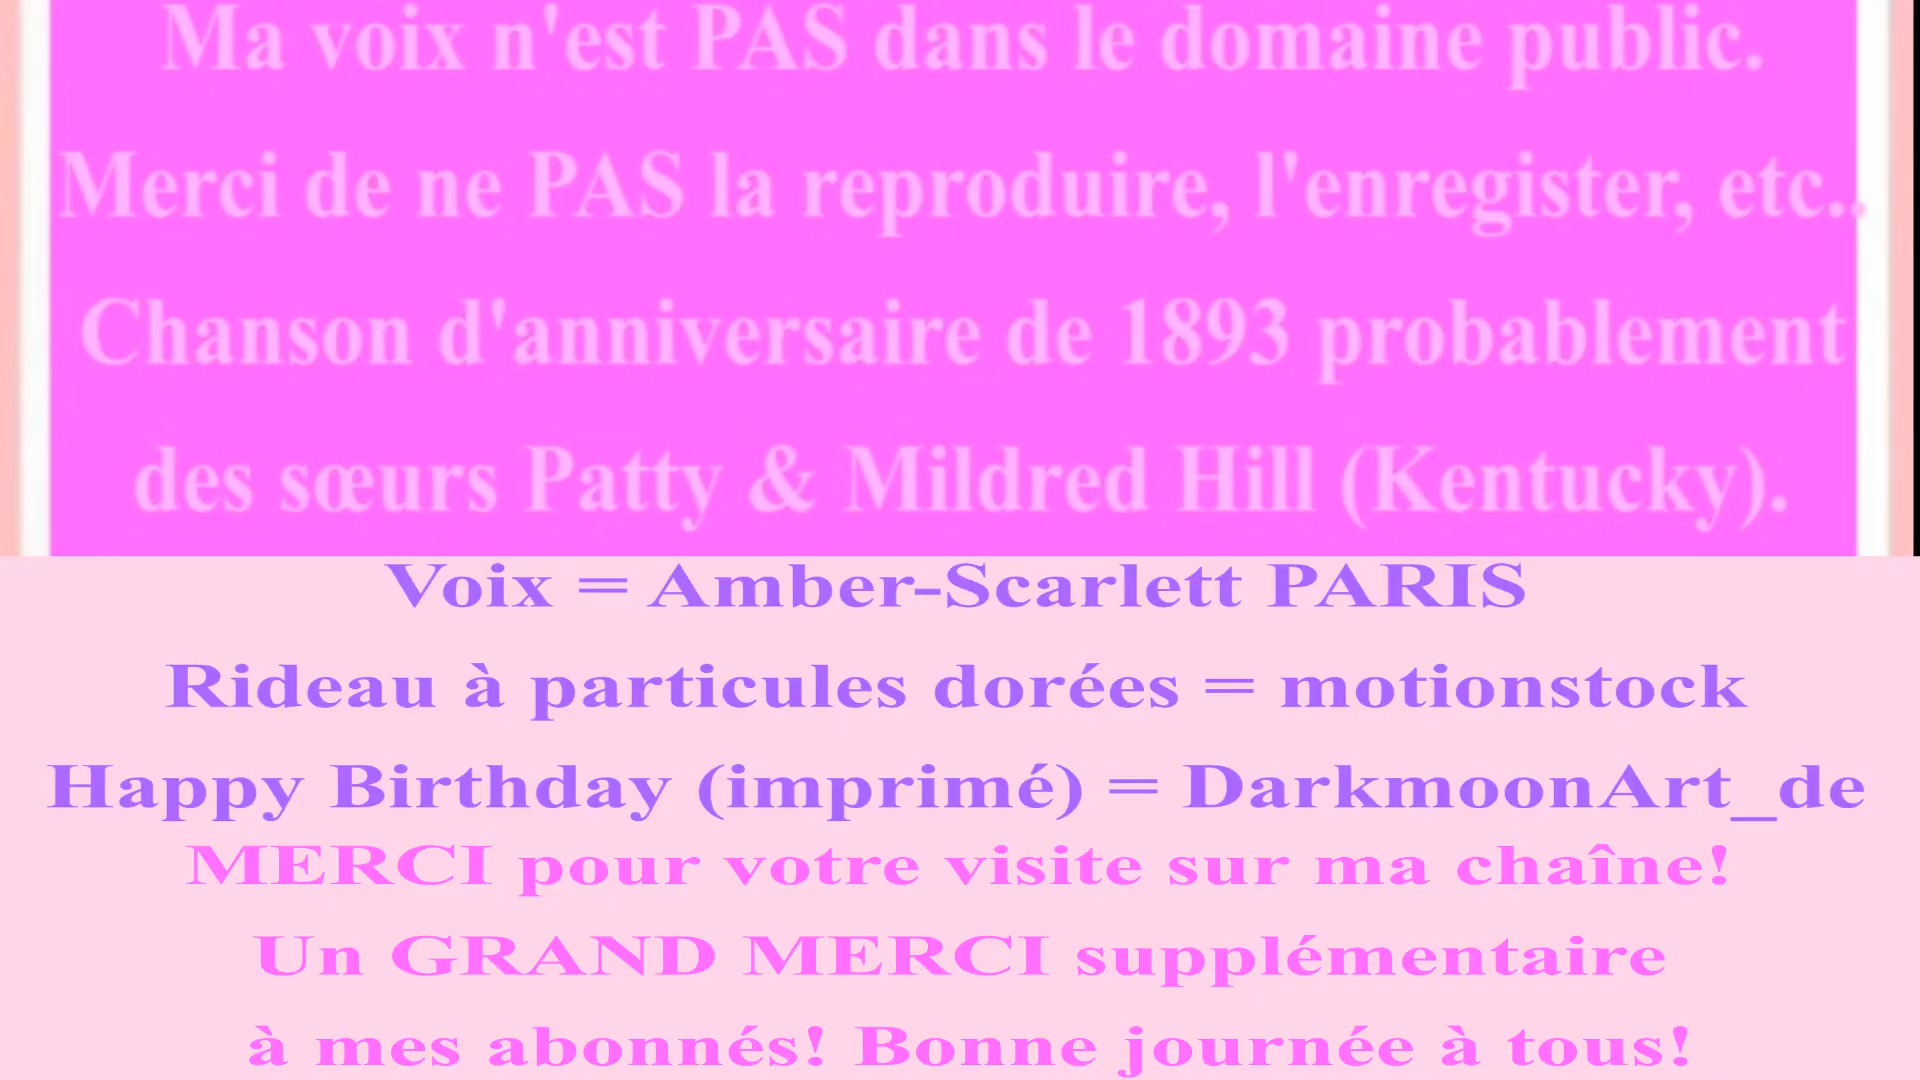 Ma voix n'est PAS dans le domaine public.
Merci de ne PAS la reproduire, l'enregister, etc..
Chanson d'anniversaire de 1893 probablement
des sœurs Patty & Mildred Hill (Kentucky).
Voix = Amber-Scarlett PARIS
Rideau à particules dorées = motionstock
Happy Birthday (imprimé) = DarkmoonArt_de
MERCI pour votre visite sur ma chaîne!
Un GRAND MERCI supplémentaire
à mes abonnés! Bonne journée à tous!